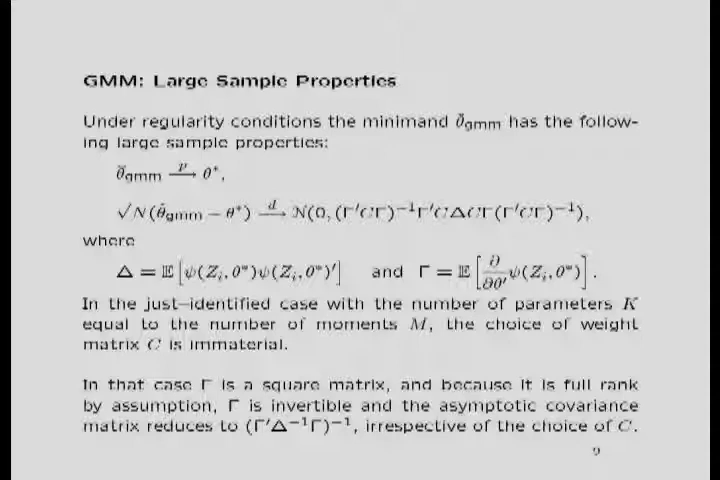 GMM: Large Sample Properties
Under regularity conditions the minimand θ̂gmm has the follow-
ing large sample properties:
θ̂gmm →ᵖ θ*,
√N(θ̂gmm − θ*) →ᵈ N(0, (Γ′CΓ)⁻¹Γ′CΔCΓ(Γ′CΓ)⁻¹),
where
Δ = 𝔼[ψ(Zᵢ, θ*)ψ(Zᵢ, θ*)′] and Γ = 𝔼[∂/∂θ′ ψ(Zᵢ, θ*)].
In the just-identified case with the number of parameters K
equal to the number of moments M, the choice of weight
matrix C is immaterial.
In that case Γ is a square matrix, and because it is full rank
by assumption, Γ is invertible and the asymptotic covariance
matrix reduces to (Γ′Δ⁻¹Γ)⁻¹, irrespective of the choice of C.
9